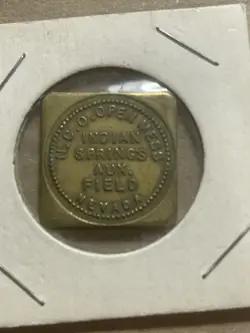 N.C.O. OPEN MESS
INDIAN
SPRINGS
AUX.
FIELD
NEVADA